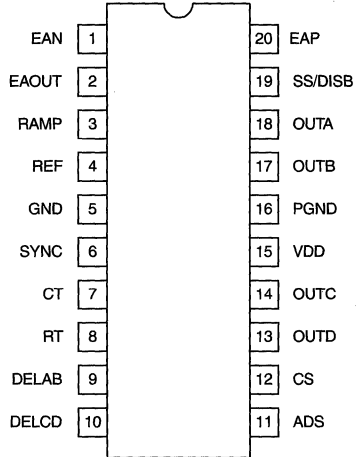 EAN 1 20 EAP
EAOUT 2 19 SS/DISB
RAMP 3 18 OUTA
REF 4 17 OUTB
GND 5 16 PGND
SYNC 6 15 VDD
CT 7 14 OUTC
RT 8 13 OUTD
DELAB 9 12 CS
DELCD 10 11 ADS